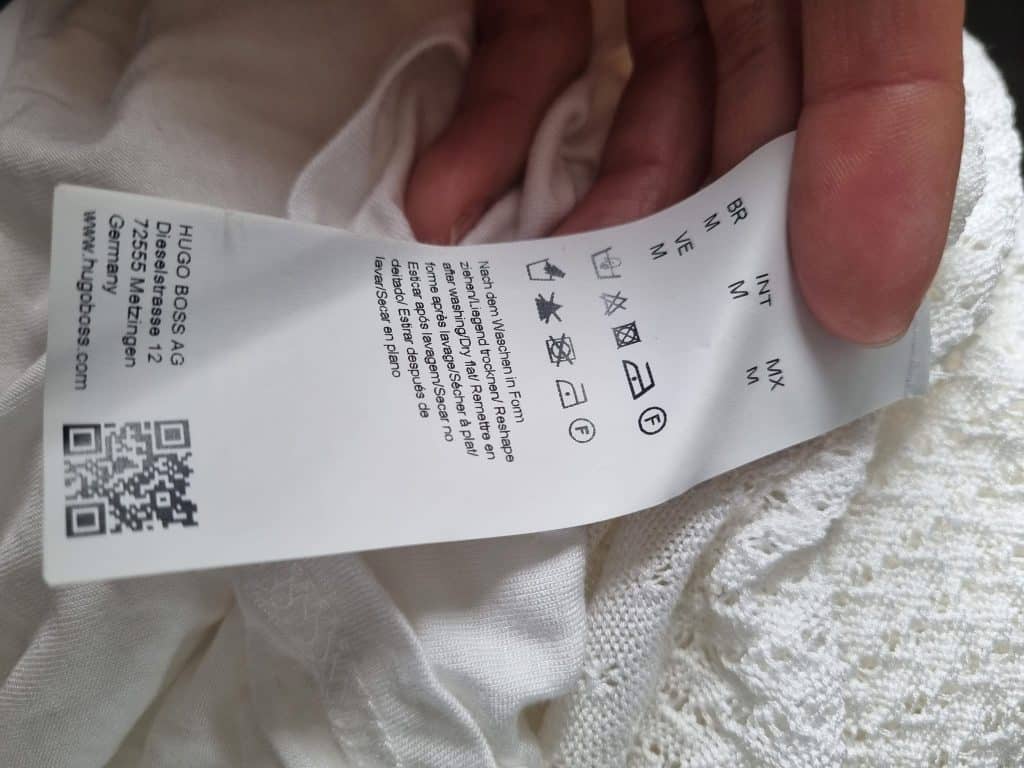 BR INT MX
M M M
VE
M
F
F
Nach dem Waschen in Form
ziehen/Liegend trocknen/ Reshape
after washing/Dry flat/ Remettre en
forme après lavage/Sécher à plat/
Esticar após lavagem/Secar no
deitado/ Estirar después de
lavar/Secar en plano
HUGO BOSS AG
Dieselstrasse 12
72555 Metzingen
Germany
www.hugoboss.com